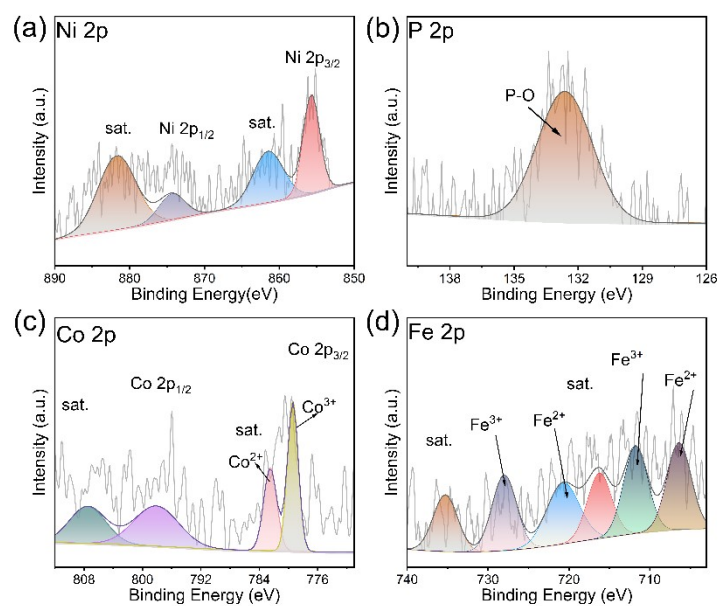 (a) Ni 2p
Ni 2p3/2
sat.
Ni 2p1/2
sat.
Intensity (a.u.)
890 880 870 860 850
Binding Energy(eV)
(b) P 2p
P-O
Intensity (a.u.)
138 135 132 129 126
Binding Energy (eV)
(c) Co 2p
Co 2p3/2
Co 2p1/2
sat.
Co3+
sat.
Co2+
Intensity (a.u.)
808 800 792 784 776
Binding Energy (eV)
(d) Fe 2p
Fe3+
sat.
Fe2+
Fe3+
Fe2+
sat.
Intensity (a.u.)
740 730 720 710
Binding Energy (eV)